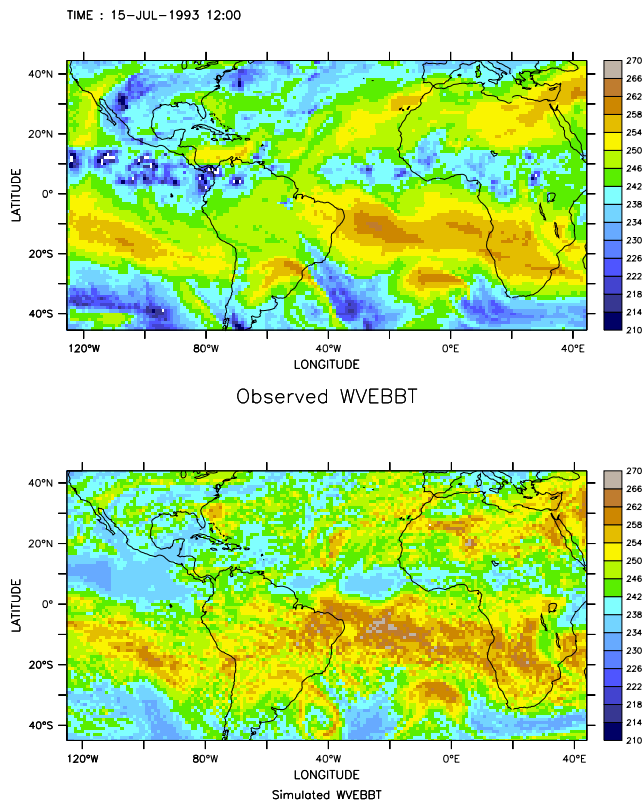 TIME : 15-JUL-1993 12:00
270
266
262
258
254
250
246
242
238
234
230
226
222
218
214
210
40°N
20°N
0°
20°S
40°S
LATITUDE
120°W 80°W 40°W 0°E 40°E
LONGITUDE
Observed WVEBBT
270
266
262
258
254
250
246
242
238
234
230
226
222
218
214
210
40°N
20°N
0°
20°S
40°S
LATITUDE
120°W 80°W 40°W 0°E 40°E
LONGITUDE
Simulated WVEBBT